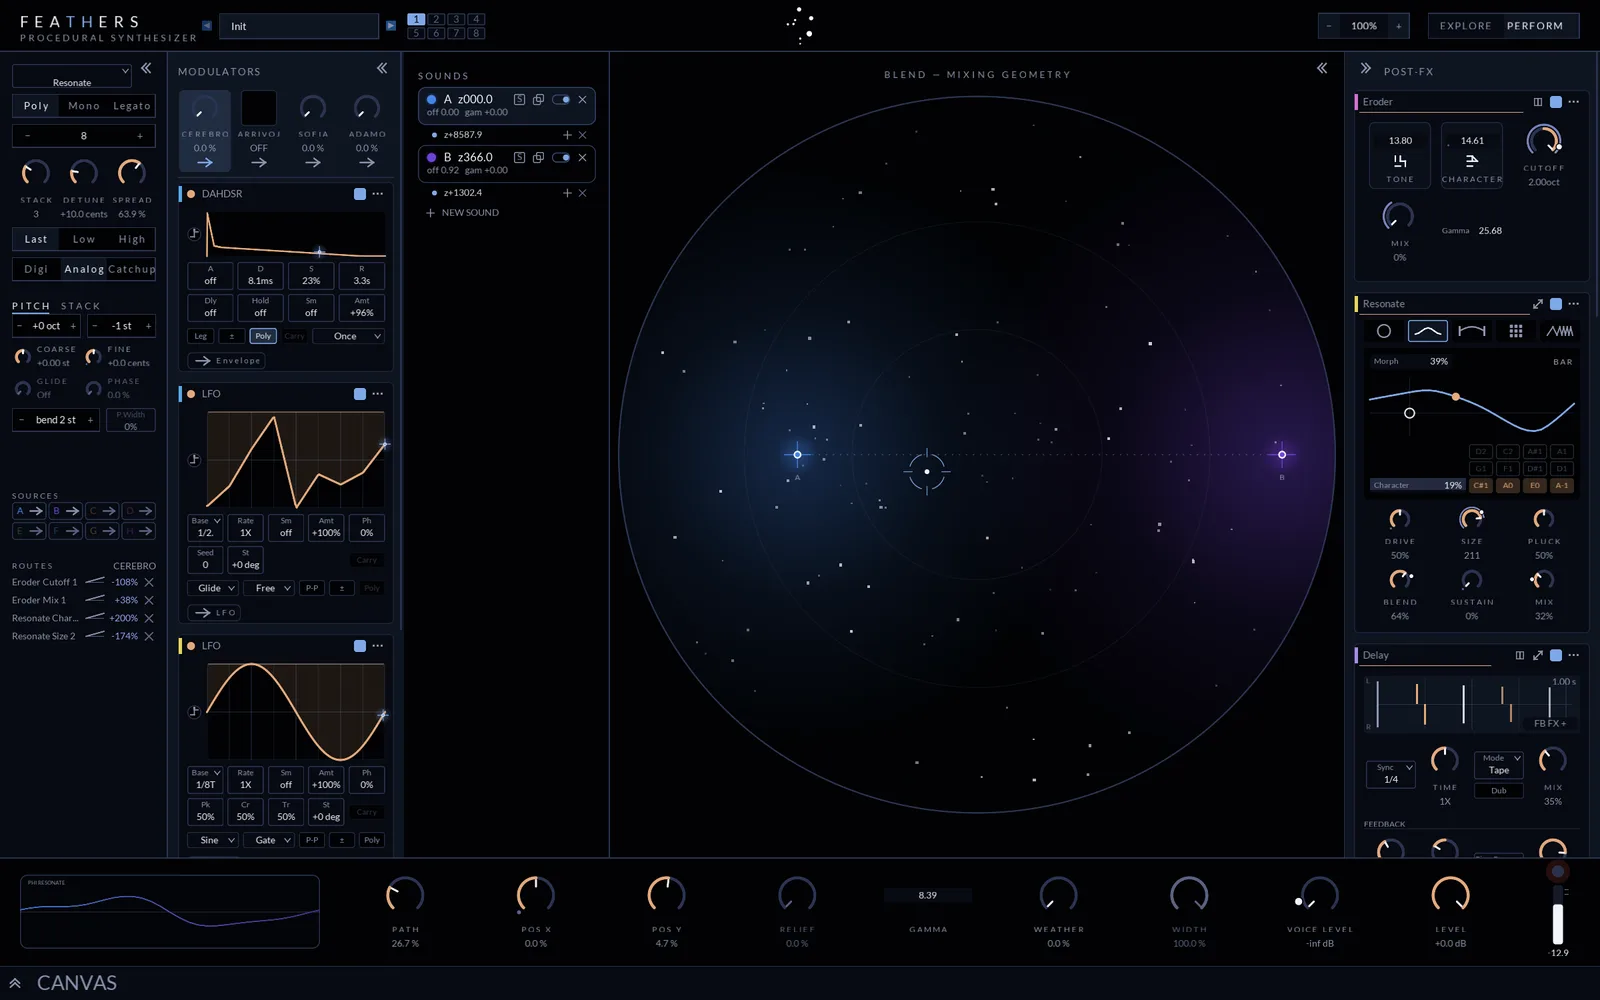 FEATHERS
PROCEDURAL SYNTHESIZER
Init
1 2 3 4
5 6 7 8
- 100% +
EXPLORE PERFORM
Resonate
Poly Mono Legato
- 8 +
STACK DETUNE SPREAD
3 +10.0 cents 63.9 %
Last Low High
Digi Analog Catchup
PITCH STACK
- +0 oct + - -1 st +
COARSE +0.00 st FINE +0.0 cents
GLIDE Off PHASE 0.0 %
- bend 2 st + P.Width 0%
SOURCES
A B C D
E F G H
ROUTES CEREBRO
Eroder Cutoff 1 -108%
Eroder Mix 1 +38%
Resonate Char... +200%
Resonate Size 2 -174%
MODULATORS
CEREBRO ARRIVOJ SOFIA ADAMO
0.0 % OFF 0.0 % 0.0 %
DAHDSR
A D S R
off 8.1ms 23% 3.3s
Dly Hold Sm Amt
off off off +96%
Leg ± Poly Carry Once
Envelope
LFO
Base Rate Sm Amt Ph
1/2. 1X off +100% 0%
Seed St
0 +0 deg Carry
Glide Free P-P ± Poly
LFO
LFO
Base Rate Sm Amt Ph
1/8T 1X off +100% 0%
Pk Cr Tr St
50% 50% 50% +0 deg Carry
Sine Gate P-P ± Poly
SOUNDS
A z000.0 S
off 0.00 gam +0.00
z+8587.9
B z366.0 S
off 0.92 gam +0.00
z+1302.4
+ NEW SOUND
BLEND — MIXING GEOMETRY
A
B
POST-FX
Eroder
13.80 14.61
TONE CHARACTER CUTOFF
2.00oct
MIX
0%
Gamma 25.68
Resonate
Morph 39% BAR
D2 C2 A#1 A1
G1 F1 D#1 D1
Character 19% C#1 A0 E0 A-1
DRIVE SIZE PLUCK
50% 211 50%
BLEND SUSTAIN MIX
64% 0% 32%
Delay
L
1.00 s
R
FB FX +
Sync 1/4
TIME
1X
Mode
Tape
Dub
MIX
35%
FEEDBACK
PHI RESONATE
PATH POS X POS Y RELIEF GAMMA WEATHER WIDTH VOICE LEVEL LEVEL
26.7 % 0.0 % 4.7 % 0.0 % 8.39 0.0 % 100.0 % -inf dB +0.0 dB
-12.9
CANVAS